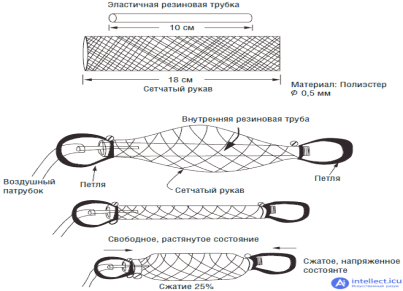 Эластичная резиновая трубка
10 см
18 см
Сетчатый рукав
Материал: Полиэстер
Ø 0,5 мм
Внутренняя резиновая труба
Воздушный
патрубок
Петля
Сетчатый рукав
Петля
Свободное, растянутое состояние
Сжатое, напряженное
состоянте
Сжатие 25%
intellect.icu